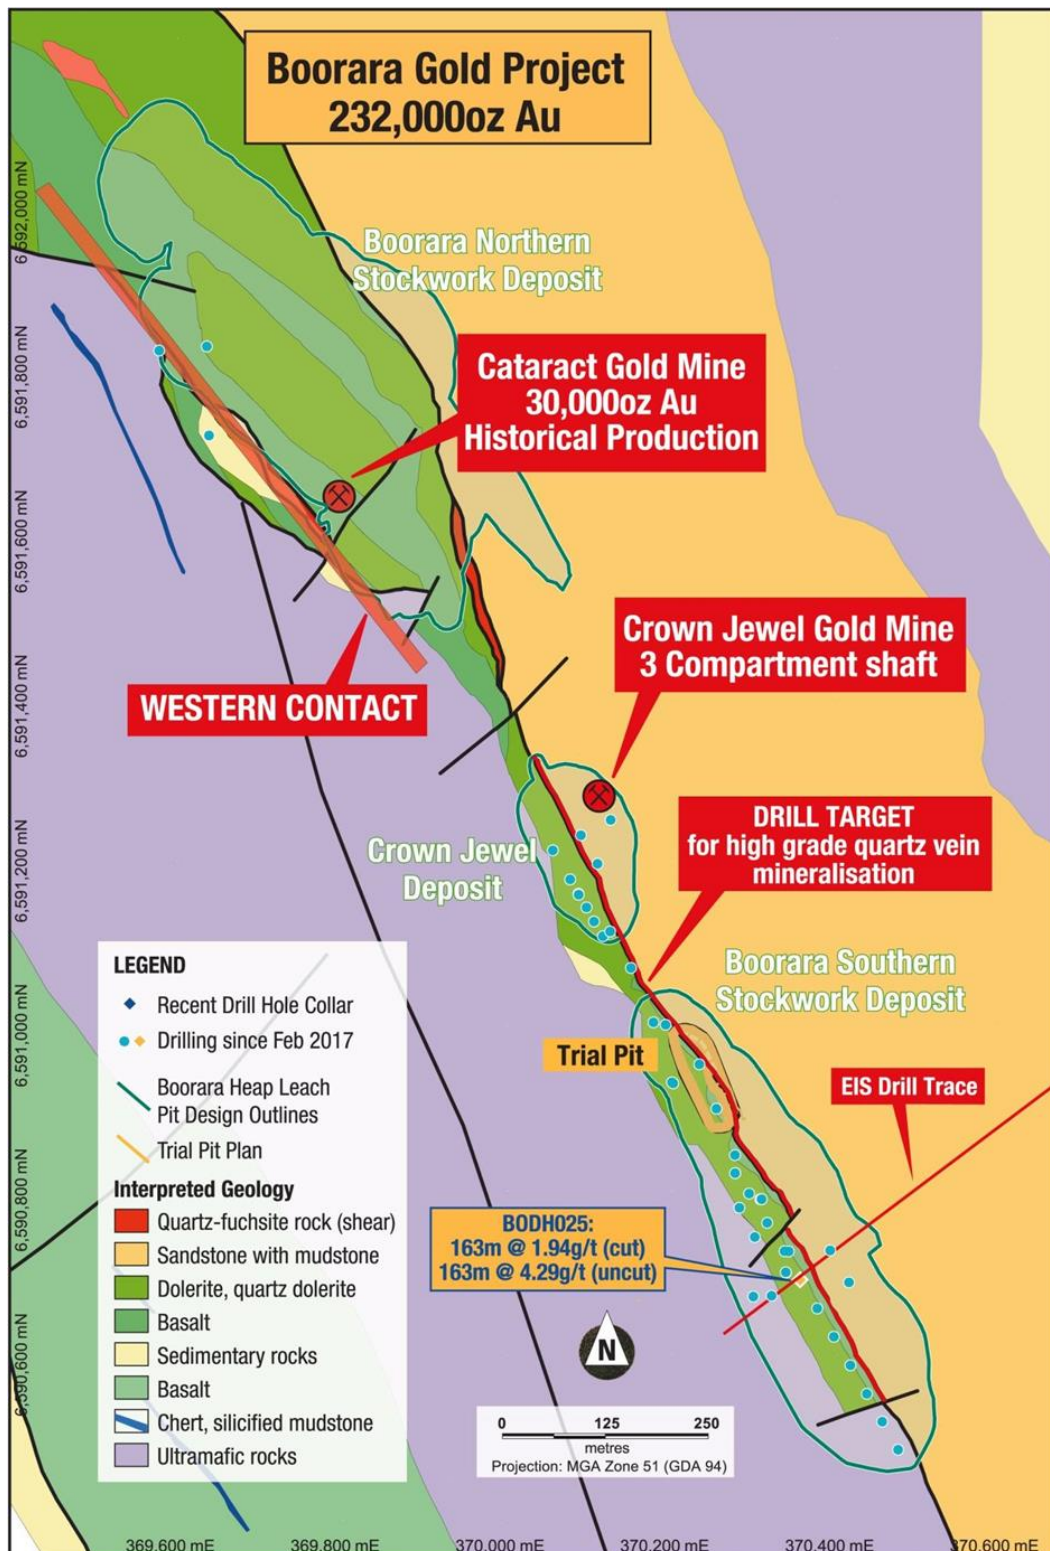 Boorara Gold Project
232,000oz Au
Boorara Northern
Stockwork Deposit
Cataract Gold Mine
30,000oz Au
Historical Production
Crown Jewel Gold Mine
3 Compartment shaft
WESTERN CONTACT
DRILL TARGET
for high grade quartz vein
mineralisation
Crown Jewel
Deposit
Boorara Southern
Stockwork Deposit
Trial Pit
EIS Drill Trace
BODH025:
163m @ 1.94g/t (cut)
163m @ 4.29g/t (uncut)
LEGEND
Recent Drill Hole Collar
Drilling since Feb 2017
Boorara Heap Leach
Pit Design Outlines
Trial Pit Plan
Interpreted Geology
Quartz-fuchsite rock (shear)
Sandstone with mudstone
Dolerite, quartz dolerite
Basalt
Sedimentary rocks
Basalt
Chert, silicified mudstone
Ultramafic rocks
N
0 125 250
metres
Projection: MGA Zone 51 (GDA 94)
6,592,000 mN
6,591,800 mN
6,591,600 mN
6,591,400 mN
6,591,200 mN
6,591,000 mN
6,590,800 mN
6,590,600 mN
369,600 mE
369,800 mE
370,000 mE
370,200 mE
370,400 mE
370,600 mE